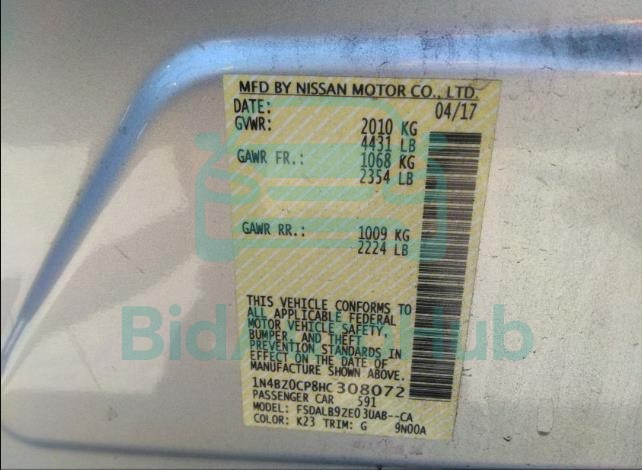 MFD BY NISSAN MOTOR CO., LTD.
DATE: 04/17
GVWR: 2010 KG
4431 LB
GAWR FR.: 1068 KG
2354 LB
GAWR RR.: 1009 KG
2224 LB
THIS VEHICLE CONFORMS TO
ALL APPLICABLE FEDERAL
MOTOR VEHICLE SAFETY,
BUMPER, AND THEFT
PREVENTION STANDARDS IN
EFFECT ON THE DATE OF
MANUFACTURE SHOWN ABOVE.
1N4BZ0CP8HC308072
PASSENGER CAR 591
MODEL: FSDALB9ZE03UAB--CA
COLOR: K23 TRIM: G 9N00A
BidAutoHub